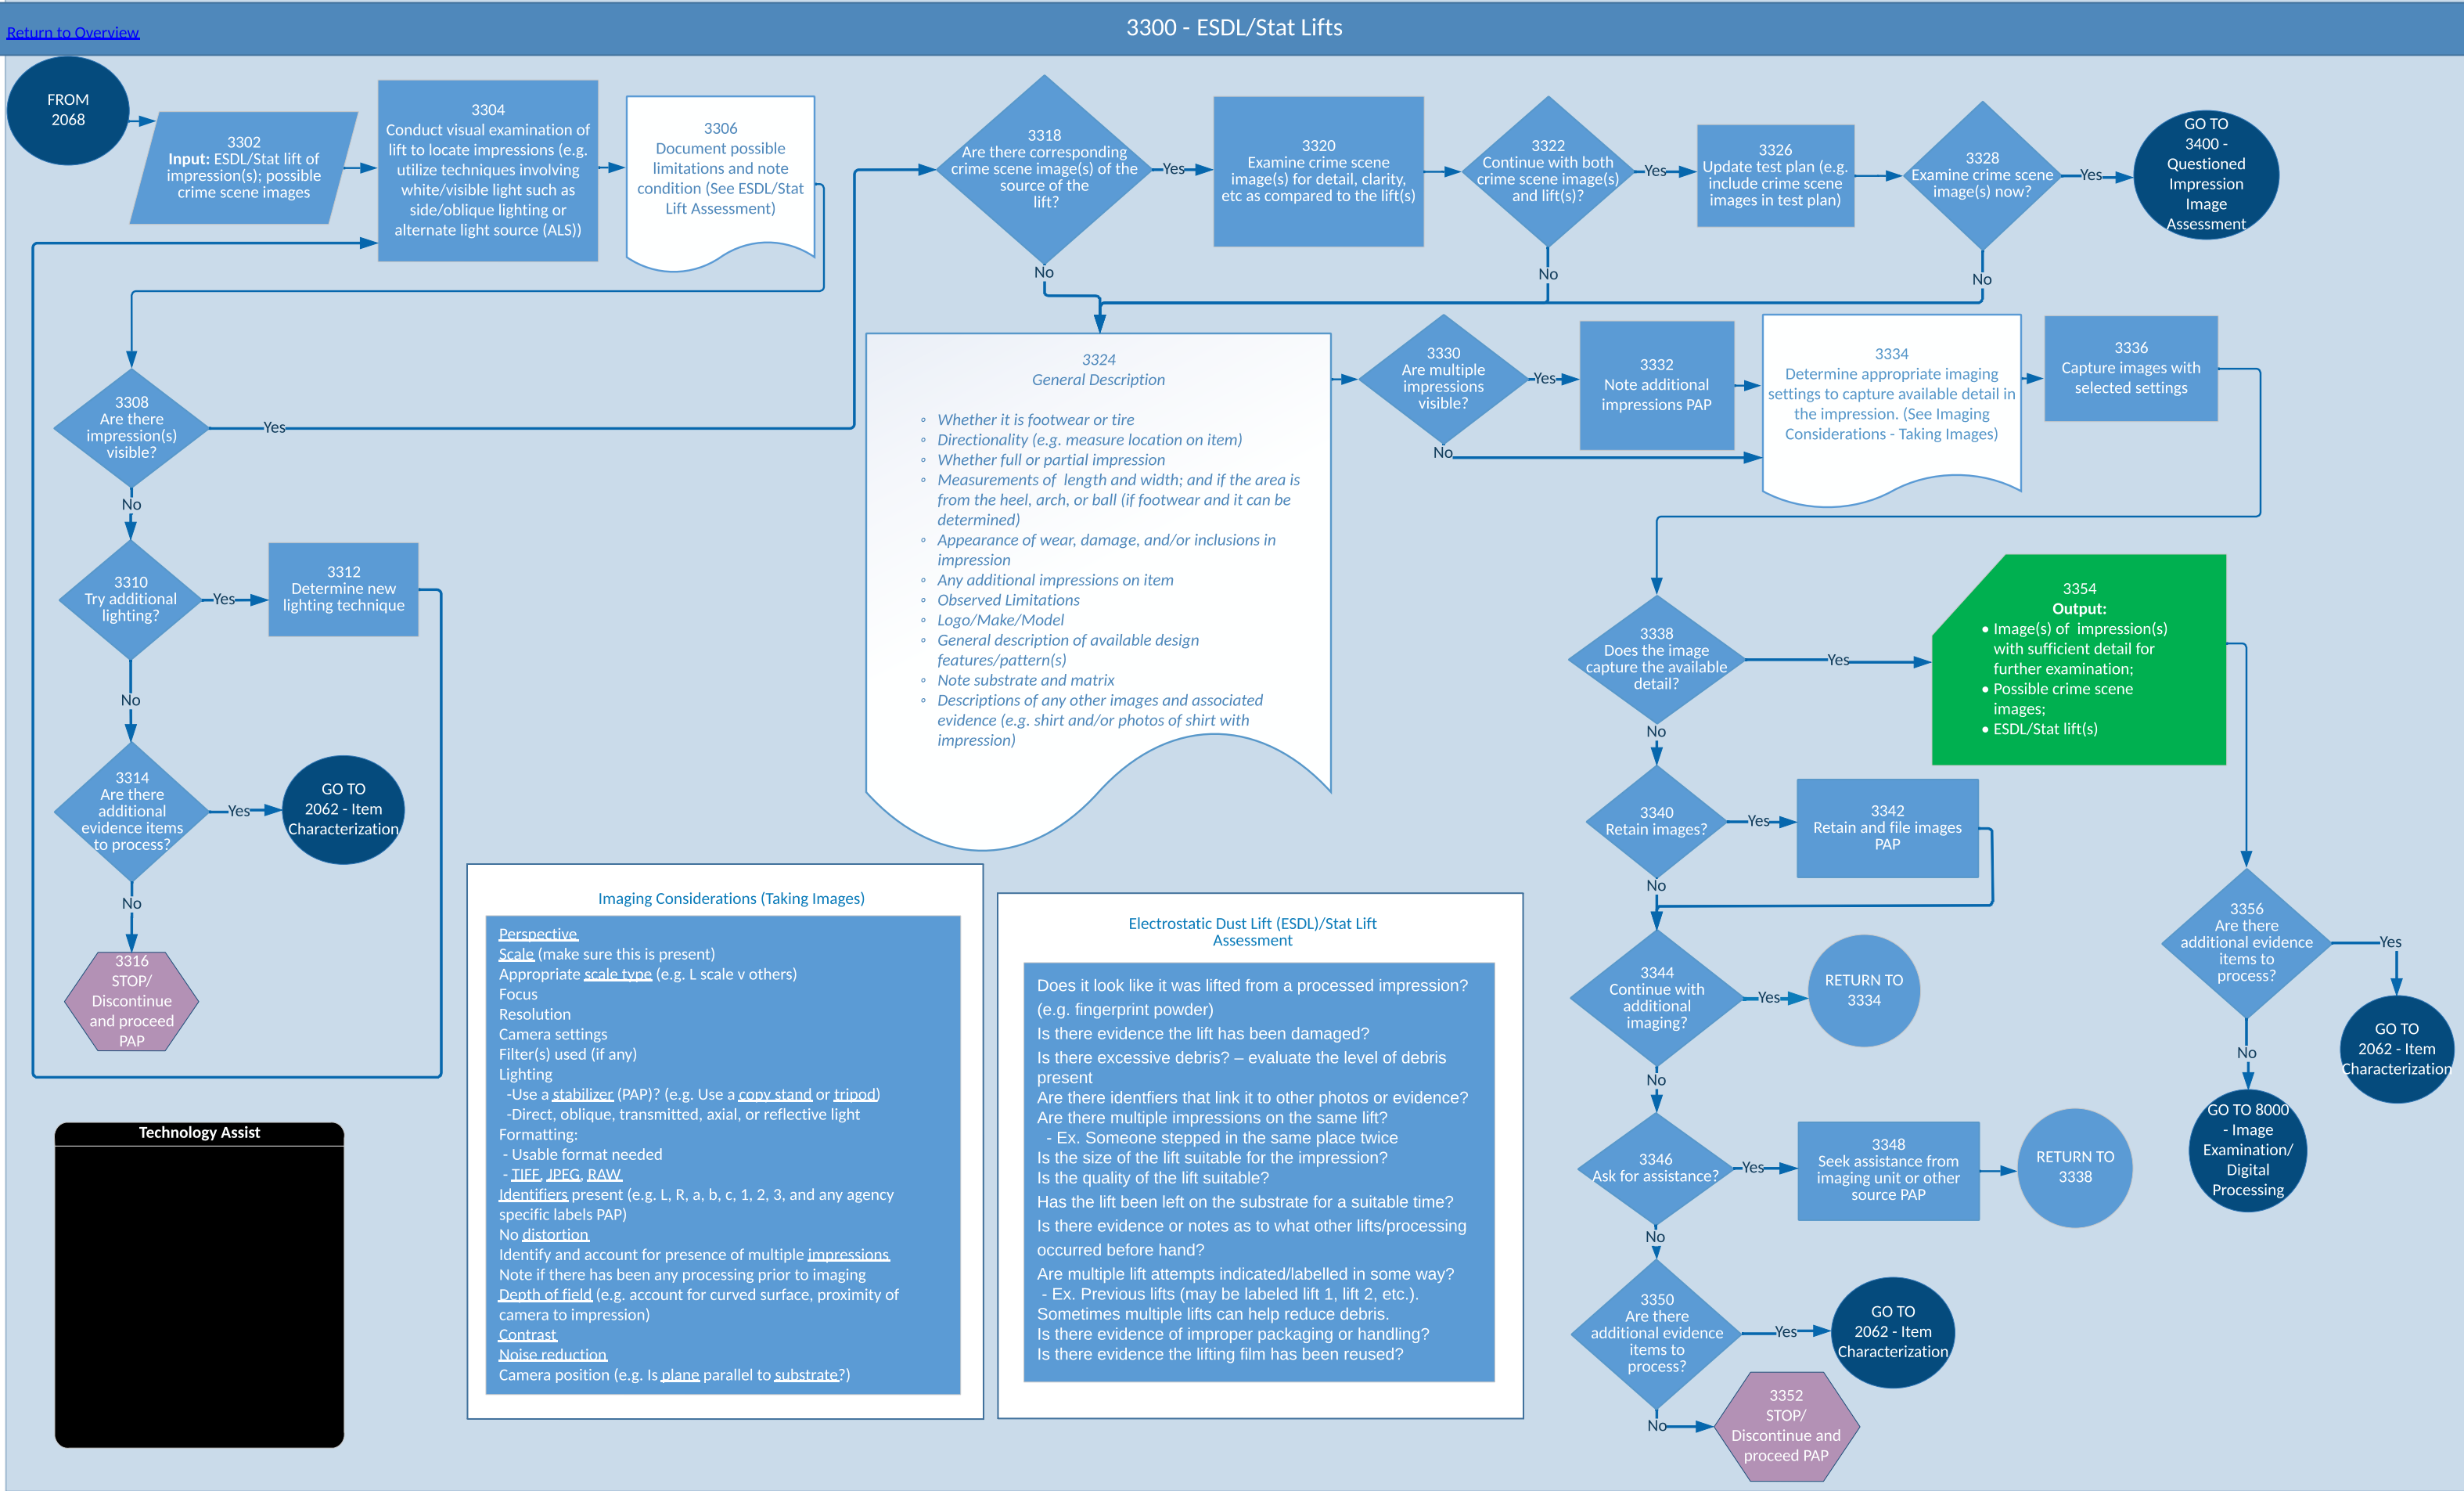 3300 - ESDL/Stat Lifts
Return to Overview
FROM
2068
3302
Input: ESDL/Stat lift of
impression(s); possible
crime scene images
3304
Conduct visual examination of
lift to locate impressions (e.g.
utilize techniques involving
white/visible light such as
side/oblique lighting or
alternate light source (ALS))
3306
Document possible
limitations and note
condition (See ESDL/Stat
Lift Assessment)
3318
Are there corresponding
crime scene image(s) of the
source of the
lift?
Yes
No
3320
Examine crime scene
image(s) for detail, clarity,
etc as compared to the lift(s)
3322
Continue with both
crime scene image(s)
and lift(s)?
Yes
No
3326
Update test plan (e.g.
include crime scene
images in test plan)
3328
Examine crime scene
image(s) now?
Yes
No
GO TO
3400 -
Questioned
Impression
Image
Assessment
3308
Are there
impression(s)
visible?
Yes
No
3310
Try additional
lighting?
Yes
No
3312
Determine new
lighting technique
3314
Are there
additional
evidence items
to process?
Yes
No
GO TO
2062 - Item
Characterization
3316
STOP/
Discontinue
and proceed
PAP
3324
General Description
◦ Whether it is footwear or tire
◦ Directionality (e.g. measure location on item)
◦ Whether full or partial impression
◦ Measurements of length and width; and if the area is
from the heel, arch, or ball (if footwear and it can be
determined)
◦ Appearance of wear, damage, and/or inclusions in
impression
◦ Any additional impressions on item
◦ Observed Limitations
◦ Logo/Make/Model
◦ General description of available design
features/pattern(s)
◦ Note substrate and matrix
◦ Descriptions of any other images and associated
evidence (e.g. shirt and/or photos of shirt with
impression)
3330
Are multiple
impressions
visible?
Yes
No
3332
Note additional
impressions PAP
3334
Determine appropriate imaging
settings to capture available detail in
the impression. (See Imaging
Considerations - Taking Images)
3336
Capture images with
selected settings
3338
Does the image
capture the available
detail?
Yes
No
3354
Output:
• Image(s) of impression(s)
with sufficient detail for
further examination;
• Possible crime scene
images;
• ESDL/Stat lift(s)
3340
Retain images?
Yes
No
3342
Retain and file images
PAP
3344
Continue with
additional
imaging?
Yes
No
RETURN TO
3334
3346
Ask for assistance?
Yes
No
3348
Seek assistance from
imaging unit or other
source PAP
RETURN TO
3338
3350
Are there
additional evidence
items to
process?
Yes
No
GO TO
2062 - Item
Characterization
3352
STOP/
Discontinue and
proceed PAP
3356
Are there
additional evidence
items to
process?
Yes
No
GO TO
2062 - Item
Characterization
GO TO 8000
- Image
Examination/
Digital
Processing
Imaging Considerations (Taking Images)
Perspective
Scale (make sure this is present)
Appropriate scale type (e.g. L scale v others)
Focus
Resolution
Camera settings
Filter(s) used (if any)
Lighting
-Use a stabilizer (PAP)? (e.g. Use a copy stand or tripod)
-Direct, oblique, transmitted, axial, or reflective light
Formatting:
- Usable format needed
- TIFF, JPEG, RAW
Identifiers present (e.g. L, R, a, b, c, 1, 2, 3, and any agency
specific labels PAP)
No distortion
Identify and account for presence of multiple impressions
Note if there has been any processing prior to imaging
Depth of field (e.g. account for curved surface, proximity of
camera to impression)
Contrast
Noise reduction
Camera position (e.g. Is plane parallel to substrate?)
Electrostatic Dust Lift (ESDL)/Stat Lift
Assessment
Does it look like it was lifted from a processed impression?
(e.g. fingerprint powder)
Is there evidence the lift has been damaged?
Is there excessive debris? – evaluate the level of debris
present
Are there identfiers that link it to other photos or evidence?
Are there multiple impressions on the same lift?
- Ex. Someone stepped in the same place twice
Is the size of the lift suitable for the impression?
Is the quality of the lift suitable?
Has the lift been left on the substrate for a suitable time?
Is there evidence or notes as to what other lifts/processing
occurred before hand?
Are multiple lift attempts indicated/labelled in some way?
- Ex. Previous lifts (may be labeled lift 1, lift 2, etc.).
Sometimes multiple lifts can help reduce debris.
Is there evidence of improper packaging or handling?
Is there evidence the lifting film has been reused?
Technology Assist